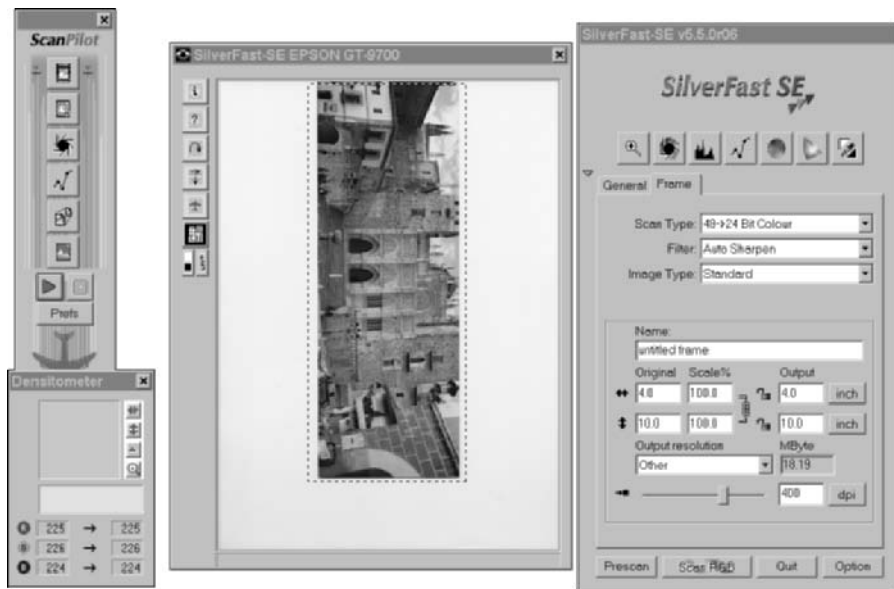 ScanPilot
Prefs
Densitometer
225 → 225
226 → 226
224 → 224
SilverFast-SE EPSON GT-9700
i
?
SilverFast-SE v5.5.0r06
SilverFast SE
General Frame
Scan Type: 48->24 Bit Colour
Filter: Auto Sharpen
Image Type: Standard
Name:
untitled frame
Original Scale% Output
4.0 100.0 4.0 inch
10.0 100.0 10.0 inch
Output resolution MByte
Other 18.19
400 dpi
Prescan Scan RGB Quit Option